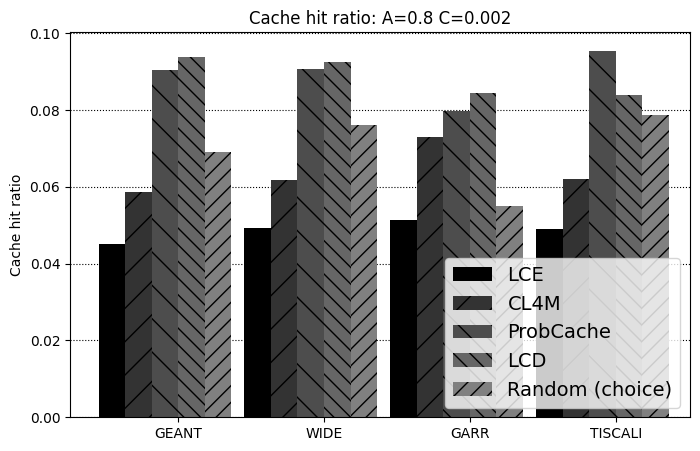 Cache hit ratio: A=0.8 C=0.002
Cache hit ratio
0.10
0.08
0.06
0.04
0.02
0.00
GEANT
WIDE
GARR
TISCALI
LCE
CL4M
ProbCache
LCD
Random (choice)